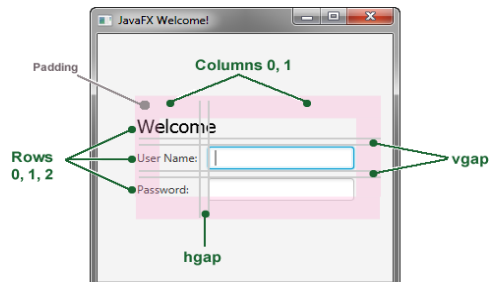 JavaFX Welcome!
Padding
Columns 0, 1
Welcome
Rows
0, 1, 2
User Name:
vgap
Password:
hgap